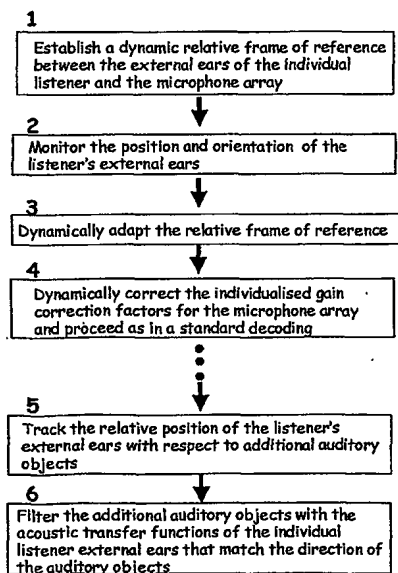 1
Establish a dynamic relative frame of reference
between the external ears of the individual
listener and the microphone array
2
Monitor the position and orientation of the
listener's external ears
3
Dynamically adapt the relative frame of reference
4
Dynamically correct the individualised gain
correction factors for the microphone array
and proceed as in a standard decoding
5
Track the relative position of the listener's
external ears with respect to additional auditory
objects
6
Filter the additional auditory objects with the
acoustic transfer functions of the individual
listener external ears that match the direction of
the auditory objects